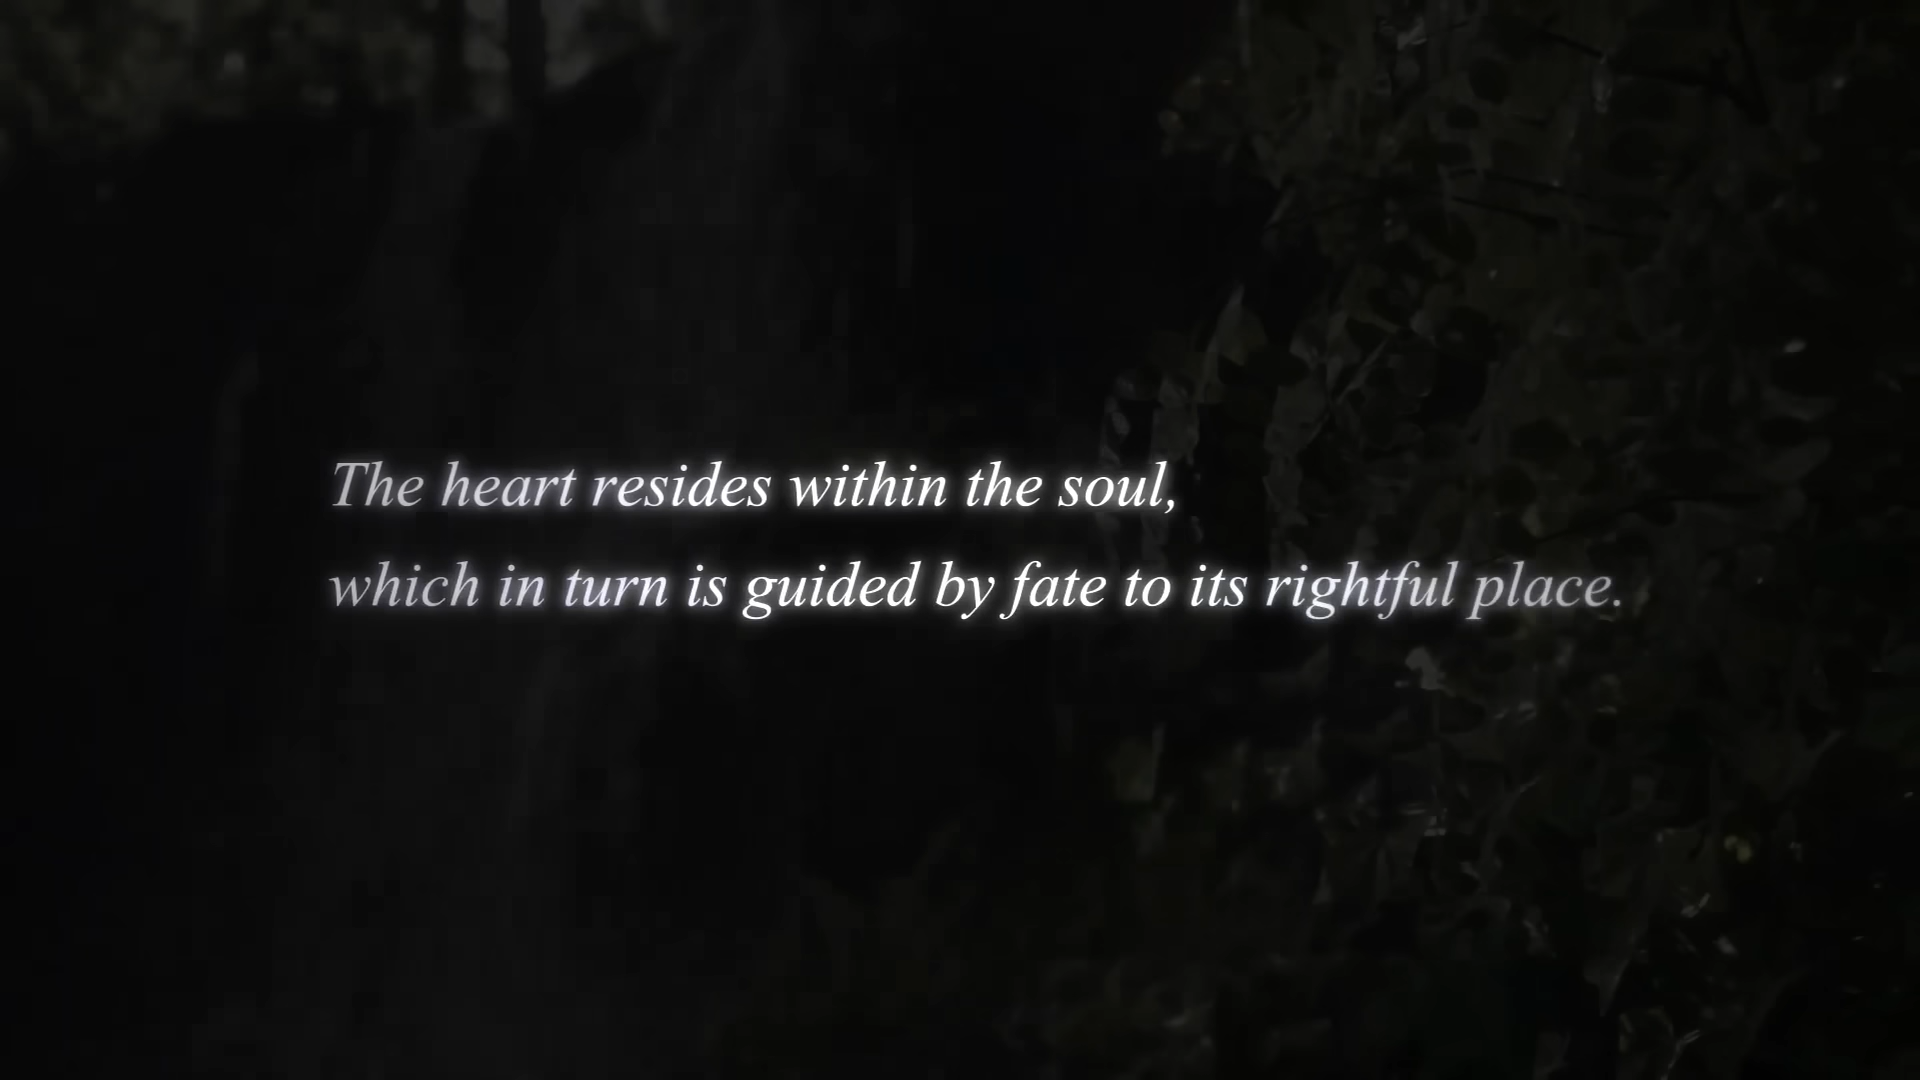 The heart resides within the soul,
which in turn is guided by fate to its rightful place.